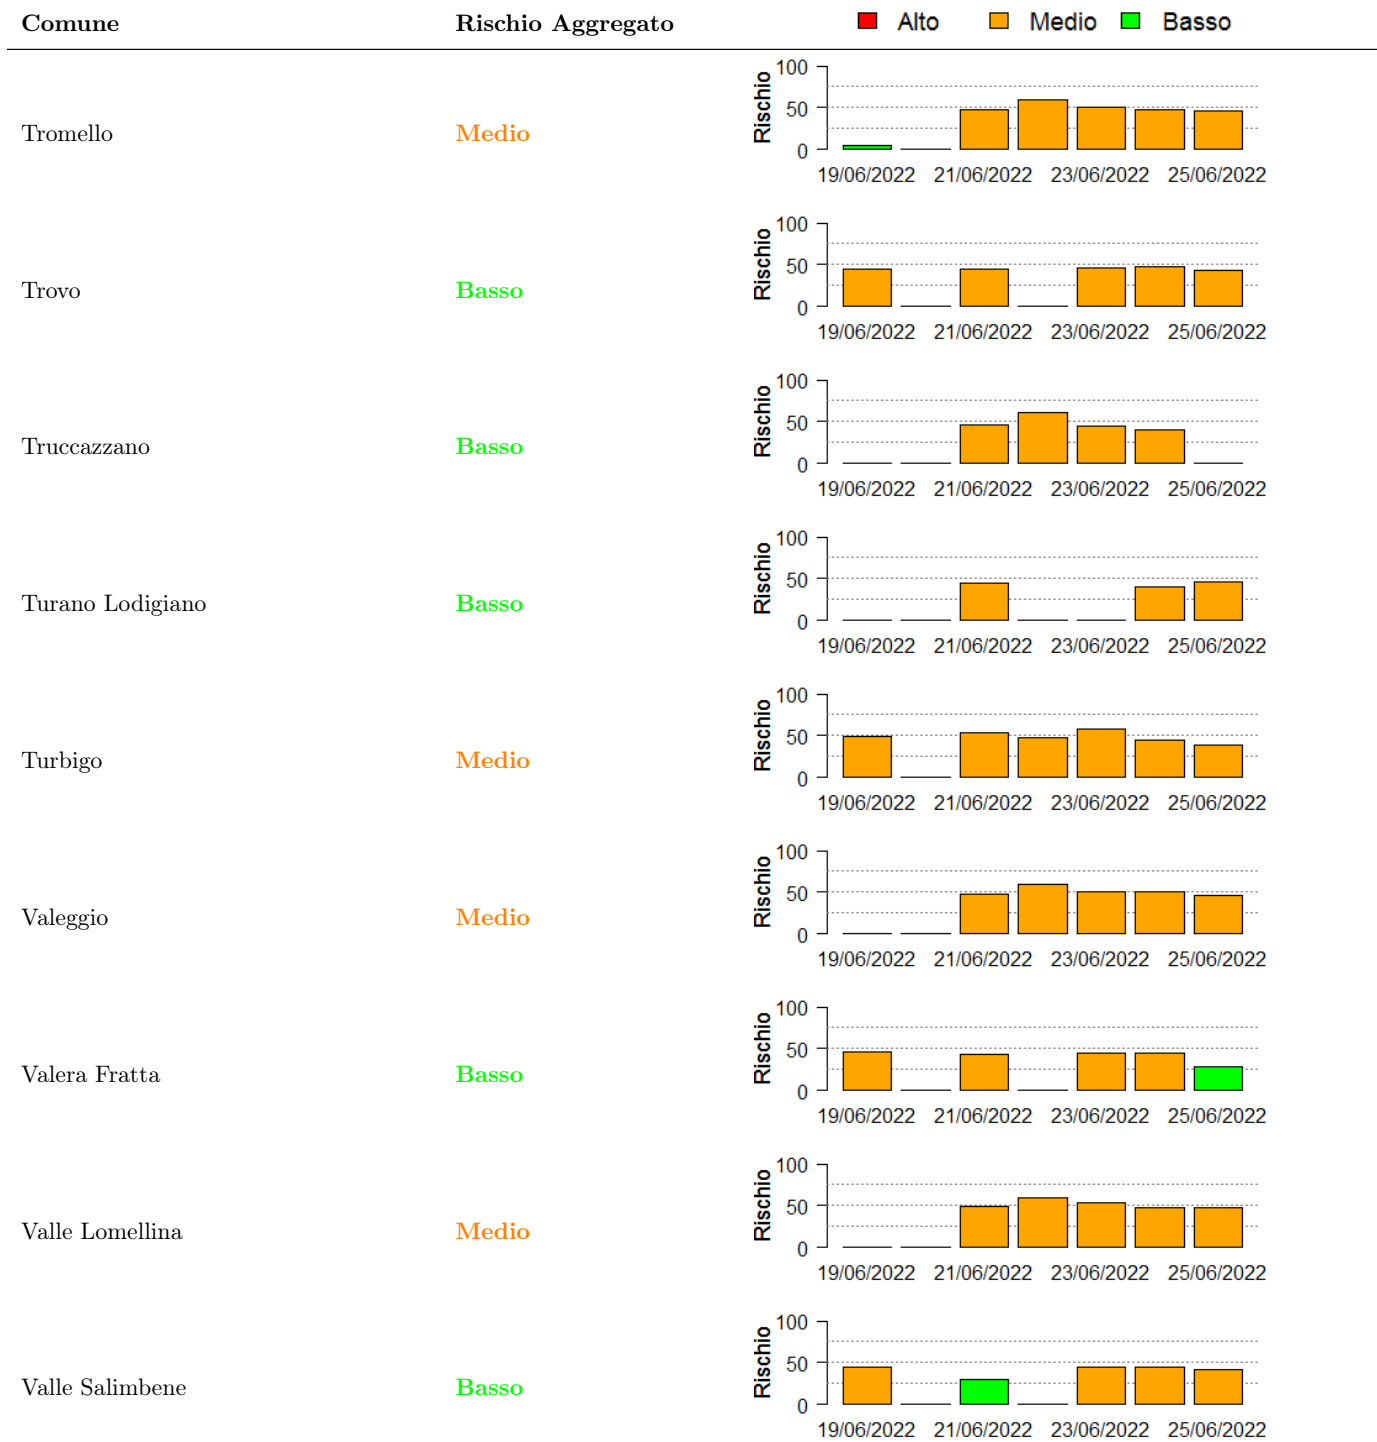 Comune Rischio Aggregato Alto Medio Basso
Tromello Medio
Rischio
100
50
0
19/06/2022 21/06/2022 23/06/2022 25/06/2022
Trovo Basso
Rischio
100
50
0
19/06/2022 21/06/2022 23/06/2022 25/06/2022
Truccazzano Basso
Rischio
100
50
0
19/06/2022 21/06/2022 23/06/2022 25/06/2022
Turano Lodigiano Basso
Rischio
100
50
0
19/06/2022 21/06/2022 23/06/2022 25/06/2022
Turbigo Medio
Rischio
100
50
0
19/06/2022 21/06/2022 23/06/2022 25/06/2022
Valeggio Medio
Rischio
100
50
0
19/06/2022 21/06/2022 23/06/2022 25/06/2022
Valera Fratta Basso
Rischio
100
50
0
19/06/2022 21/06/2022 23/06/2022 25/06/2022
Valle Lomellina Medio
Rischio
100
50
0
19/06/2022 21/06/2022 23/06/2022 25/06/2022
Valle Salimbene Basso
Rischio
100
50
0
19/06/2022 21/06/2022 23/06/2022 25/06/2022